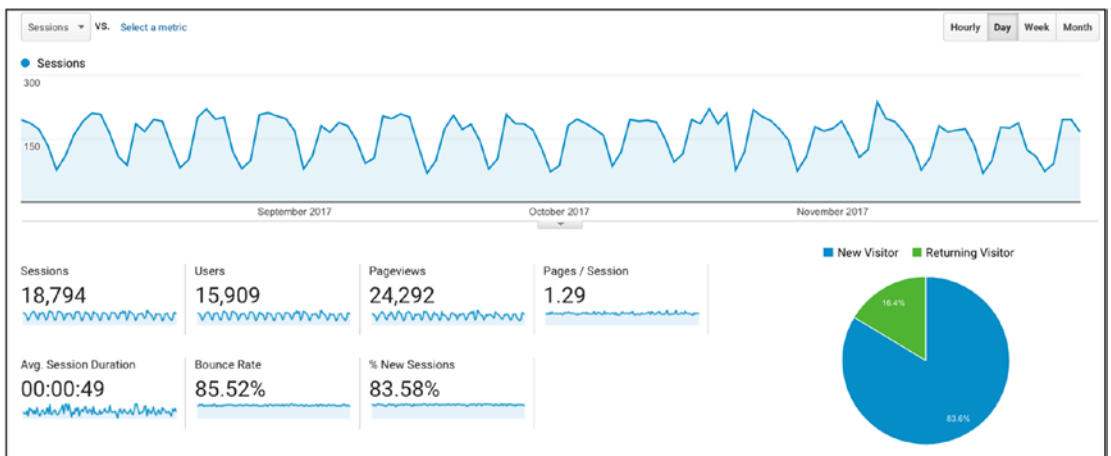 Sessions VS. Select a metric
Hourly Day Week Month
Sessions
300
150
September 2017 October 2017 November 2017
New Visitor Returning Visitor
Sessions Users Pageviews Pages / Session
18,794 15,909 24,292 1.29
16.4%
Avg. Session Duration Bounce Rate % New Sessions
00:00:49 85.52% 83.58%
83.6%